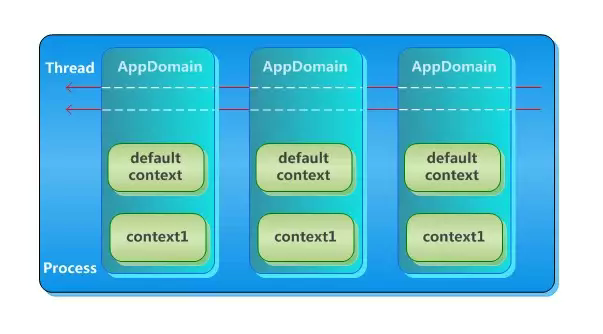 Thread
AppDomain
AppDomain
AppDomain
default
context
default
context
default
context
context1
context1
context1
Process